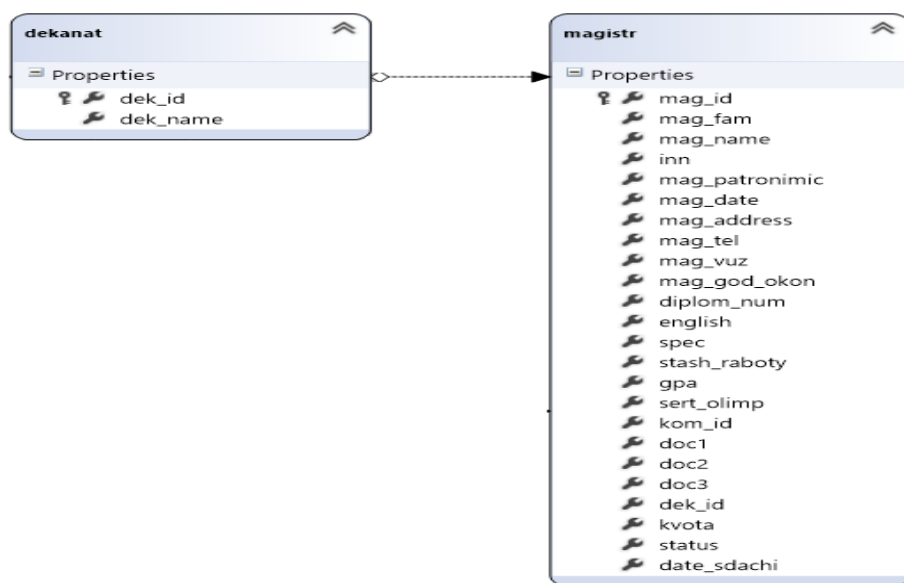 dekanat
Properties
dek_id
dek_name
magistr
Properties
mag_id
mag_fam
mag_name
inn
mag_patronimic
mag_date
mag_address
mag_tel
mag_vuz
mag_god_okon
diplom_num
english
spec
stash_raboty
gpa
sert_olimp
kom_id
doc1
doc2
doc3
dek_id
kvota
status
date_sdachi